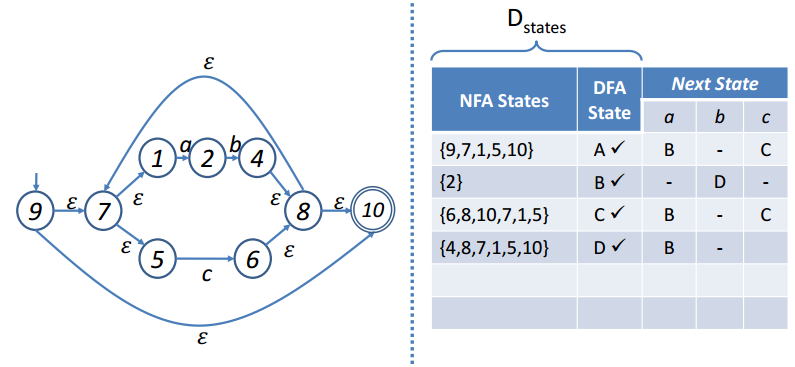 ε
a b
1 2 4
ε ε
9 ε 7 8 ε 10
ε ε
5 c 6
ε
D states
NFA States DFA State Next State
a b c
{9,7,1,5,10} A ✓ B - C
{2} B ✓ - D -
{6,8,10,7,1,5} C ✓ B - C
{4,8,7,1,5,10} D ✓ B -